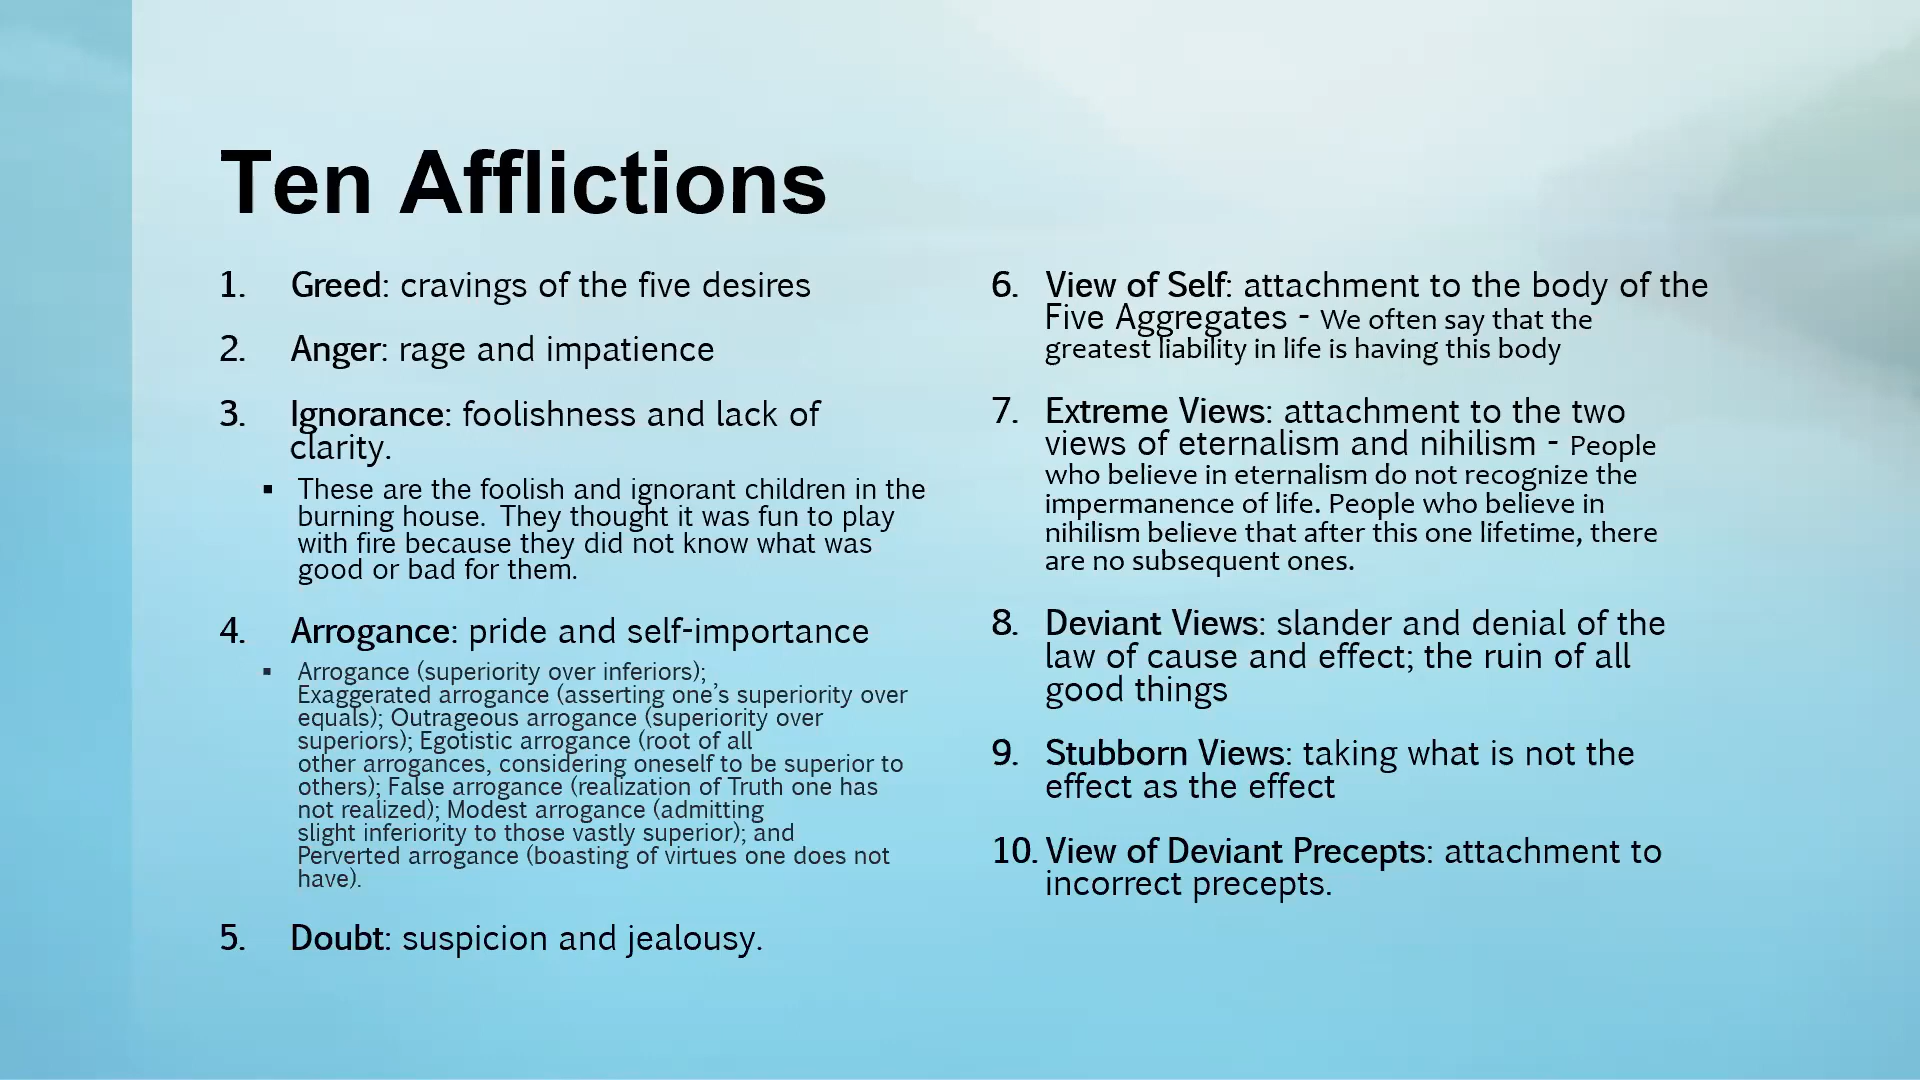 Ten Afflictions
1. Greed: cravings of the five desires
2. Anger: rage and impatience
3. Ignorance: foolishness and lack of
clarity.
▪ These are the foolish and ignorant children in the
burning house.  They thought it was fun to play
with fire because they did not know what was
good or bad for them.
4. Arrogance: pride and self-importance
▪ Arrogance (superiority over inferiors);
Exaggerated arrogance (asserting one's superiority over
equals); Outrageous arrogance (superiority over
superiors); Egotistic arrogance (root of all
other arrogances, considering oneself to be superior to
others); False arrogance (realization of Truth one has
not realized); Modest arrogance (admitting
slight inferiority to those vastly superior); and
Perverted arrogance (boasting of virtues one does not
have).
5. Doubt: suspicion and jealousy.
6. View of Self: attachment to the body of the
Five Aggregates - We often say that the
greatest liability in life is having this body
7. Extreme Views: attachment to the two
views of eternalism and nihilism - People
who believe in eternalism do not recognize the
impermanence of life. People who believe in
nihilism believe that after this one lifetime, there
are no subsequent ones.
8. Deviant Views: slander and denial of the
law of cause and effect; the ruin of all
good things
9. Stubborn Views: taking what is not the
effect as the effect
10. View of Deviant Precepts: attachment to
incorrect precepts.